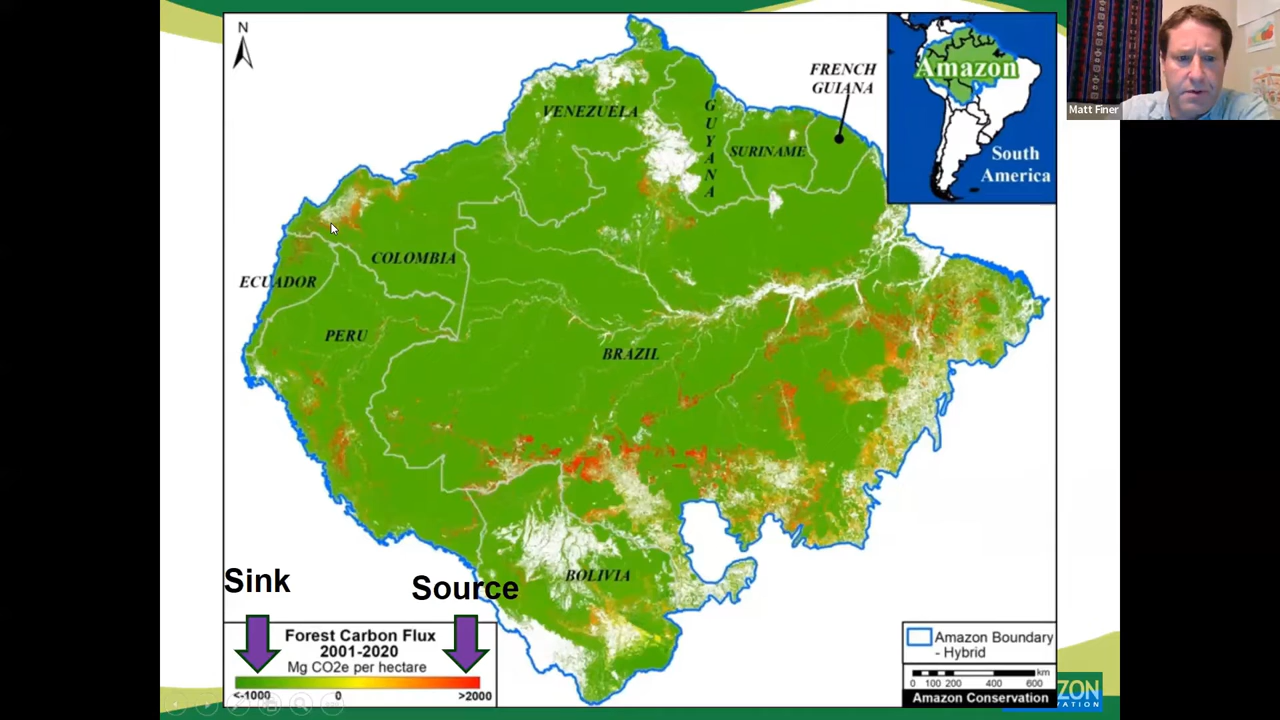 N
FRENCH
GUIANA
VENEZUELA
GUYANA
SURINAME
Amazon
South
America
Matt Finer
COLOMBIA
ECUADOR
PERU
BRAZIL
BOLIVIA
Sink
Source
Forest Carbon Flux
2001-2020
Mg CO2e per hectare
<-1000 0 >2000
Amazon Boundary
- Hybrid
km
0 100 200 400 600
Amazon Conservation